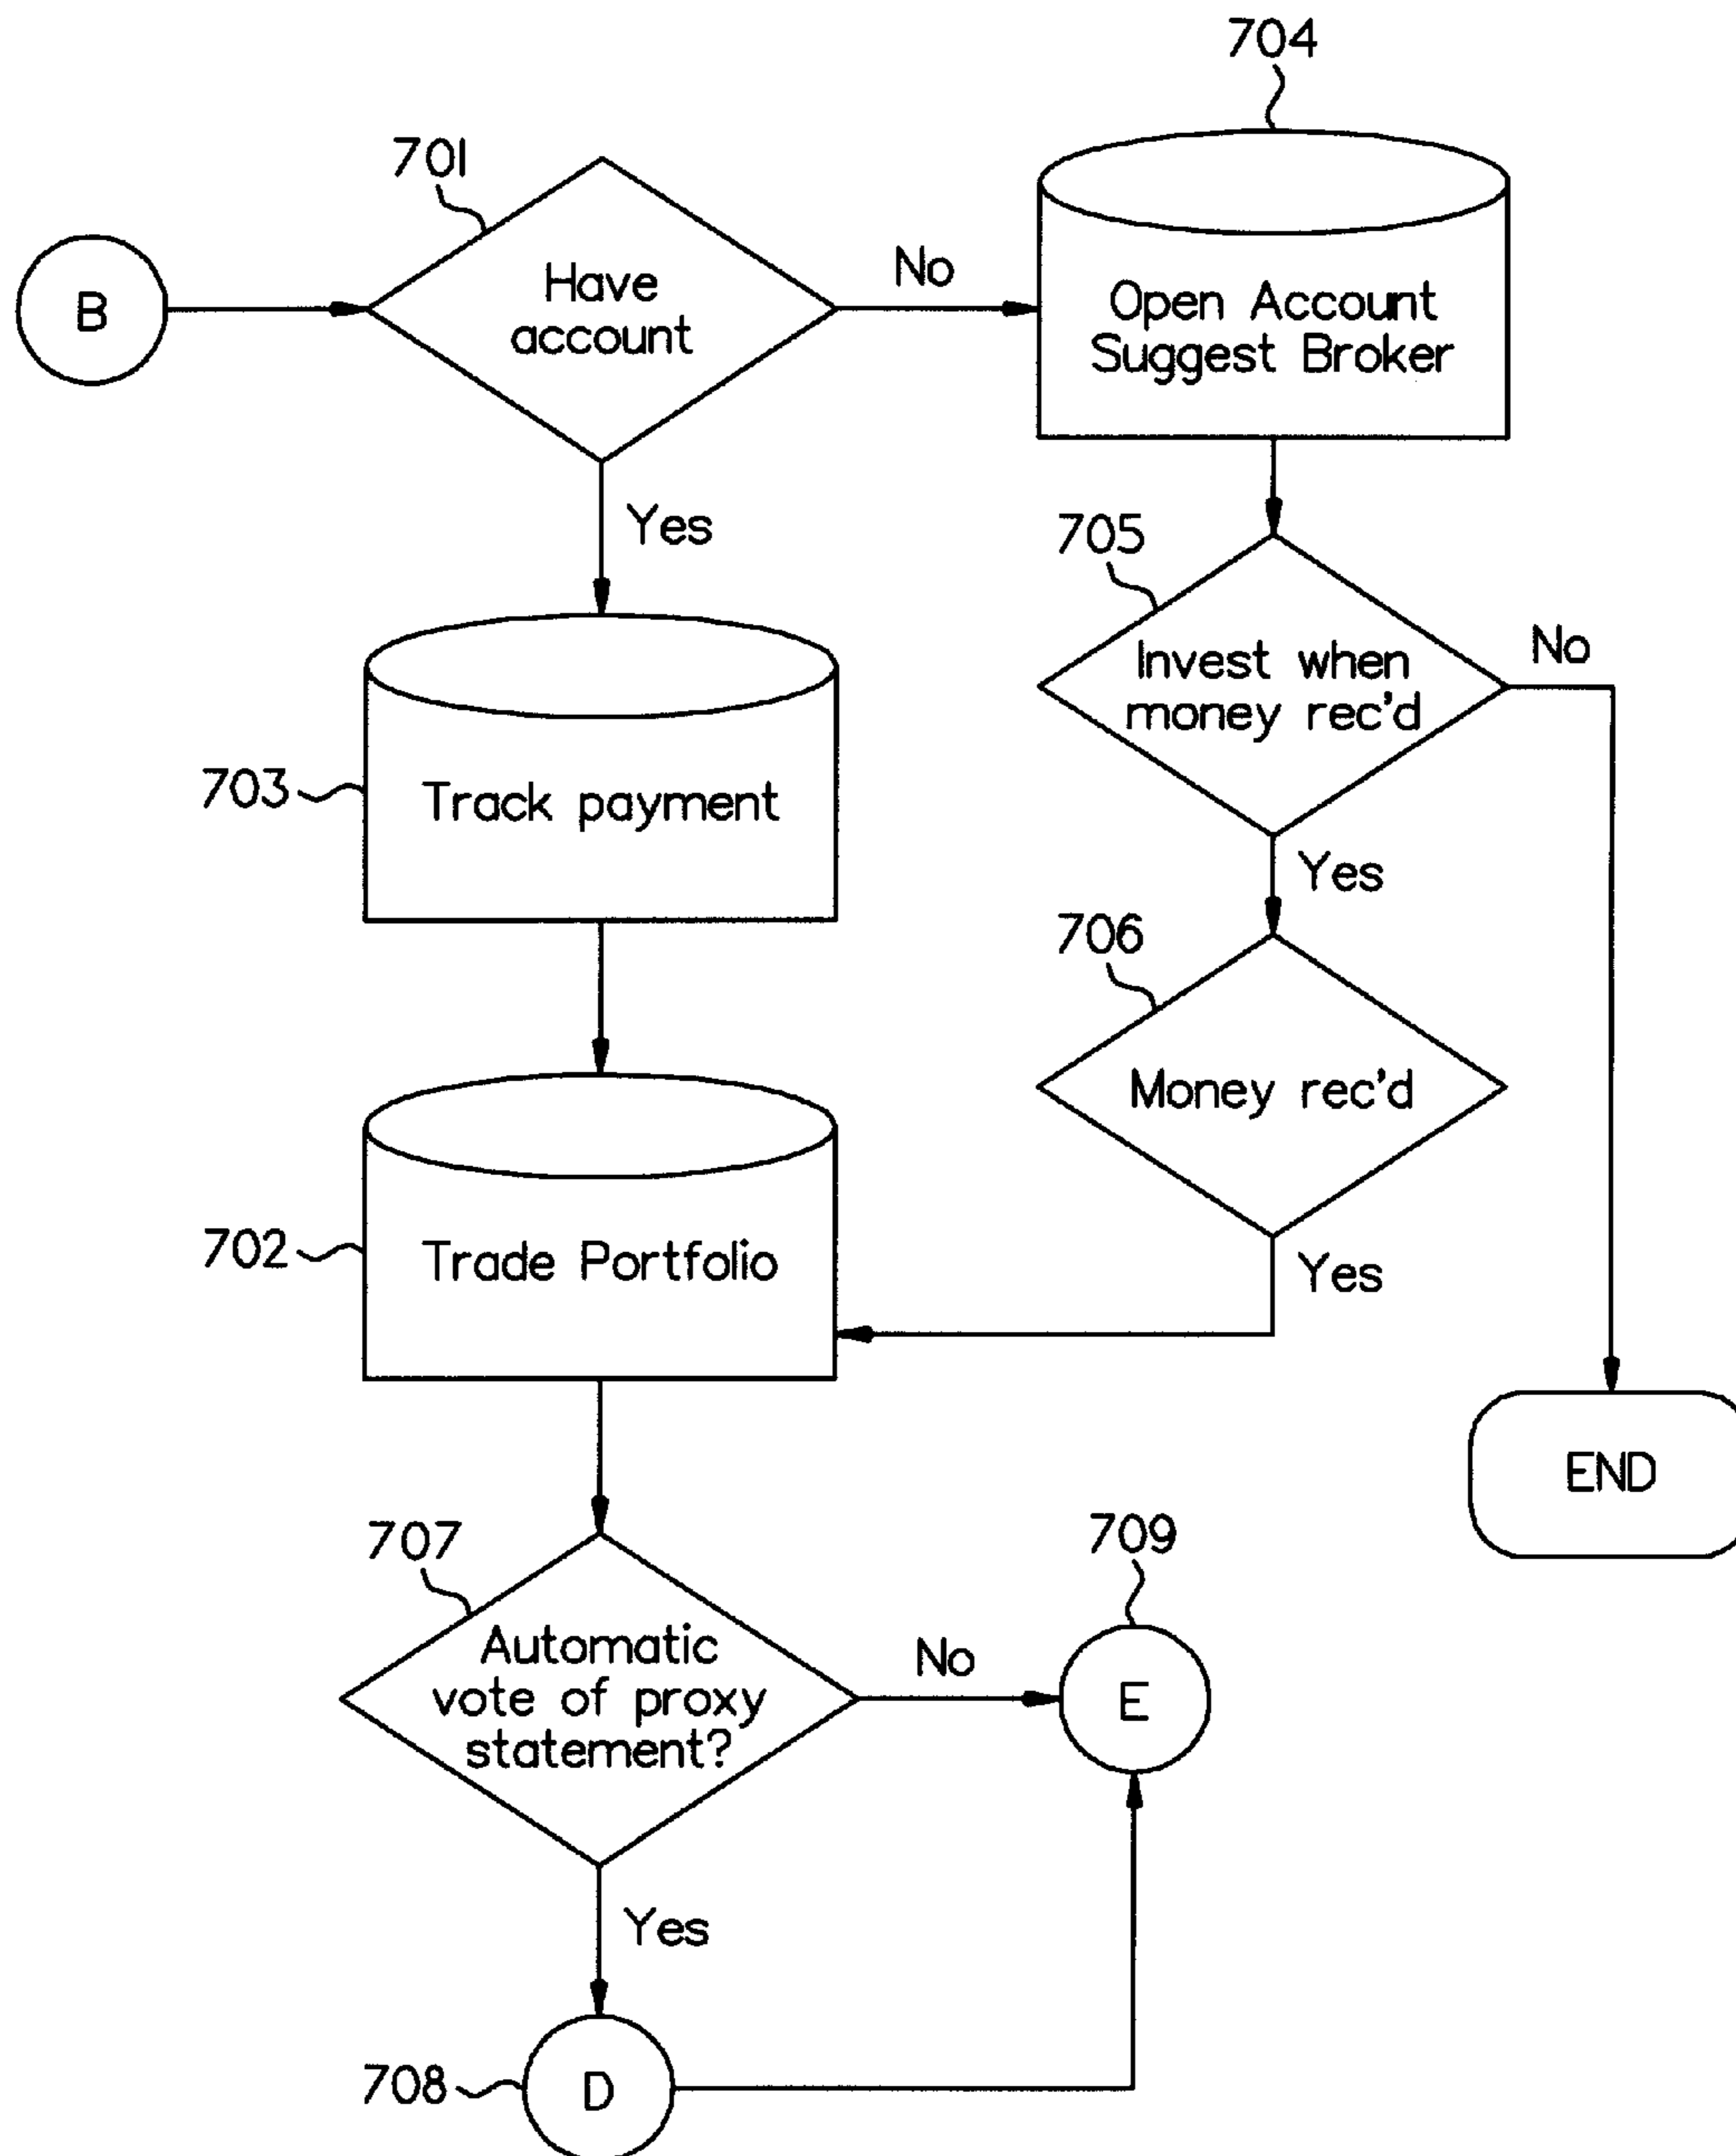 704
701
B
Have
account
No
Open Account
Suggest Broker
Yes
705
Invest when
money rec'd
No
703
Track payment
Yes
706
Money rec'd
702
Trade Portfolio
Yes
END
707
709
Automatic
vote of proxy
statement?
No
E
Yes
708
D